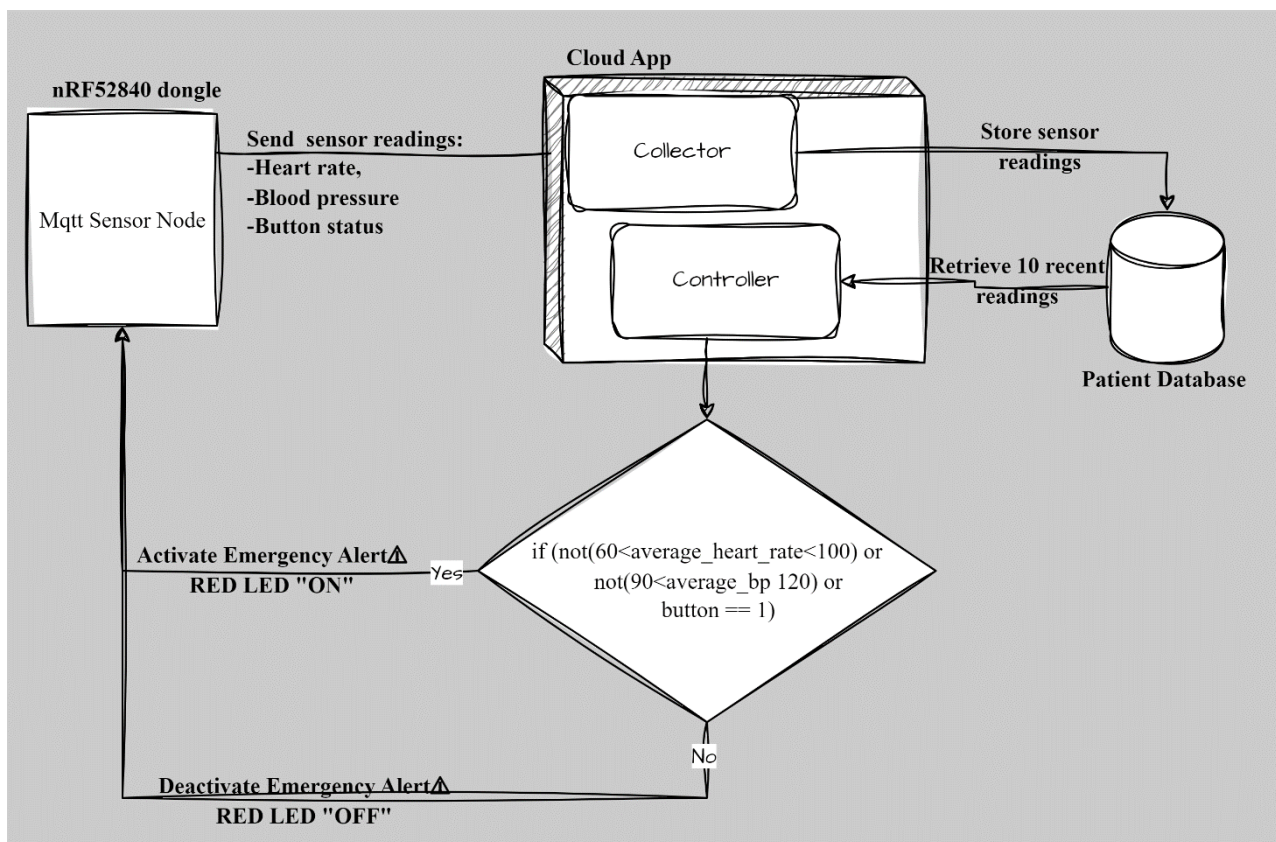 Cloud App
nRF52840 dongle
Send sensor readings:
-Heart rate,
-Blood pressure
-Button status
Mqtt Sensor Node
Collector
Store sensor
readings
Controller
Retrieve 10 recent
readings
Patient Database
if (not(60<average_heart_rate<100) or
not(90<average_bp 120) or
button == 1)
Yes
Activate Emergency Alert⚠
RED LED "ON"
No
Deactivate Emergency Alert⚠
RED LED "OFF"